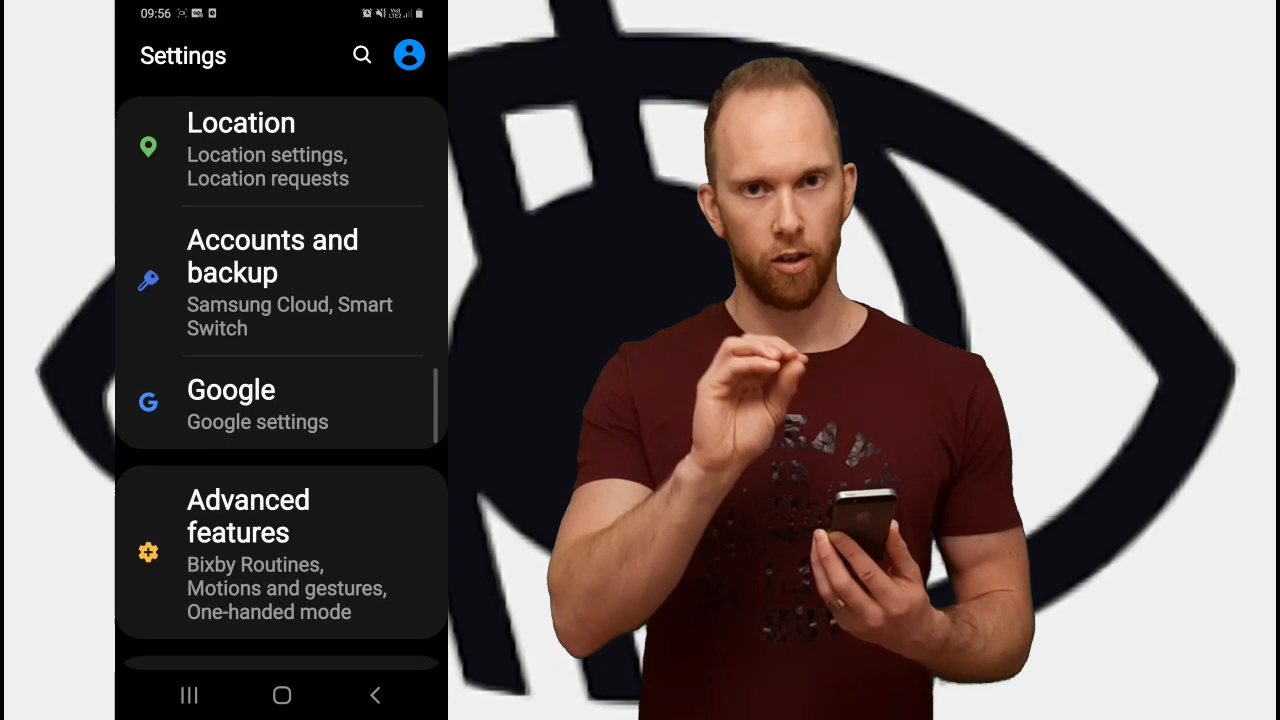 09:56
Settings
Location
Location settings,
Location requests
Accounts and
backup
Samsung Cloud, Smart
Switch
Google
Google settings
Advanced
features
Bixby Routines,
Motions and gestures,
One-handed mode